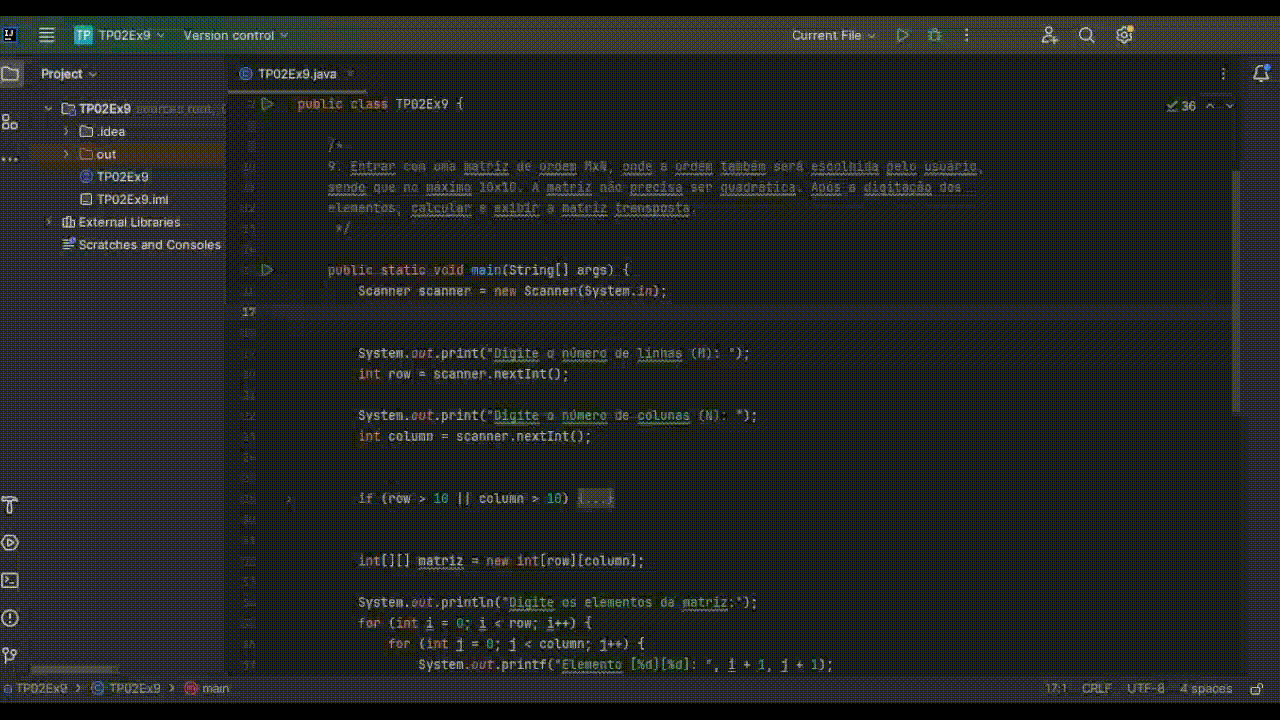 TP TP02Ex9 Version control Current File
Project TP02Ex9.java
TP02Ex9
.idea
out
TP02Ex9
TP02Ex9.iml
External Libraries
Scratches and Consoles
36
public class TP02Ex9 {
/*
9. Entrar com uma matriz de ordem MxN, onde a ordem também será escolhida pelo usuário,
sendo que no máximo 10x10. A matriz não precisa ser quadrática. Após a digitação dos
elementos, calcular e exibir a matriz transposta.
*/
public static void main(String[] args) {
Scanner scanner = new Scanner(System.in);
17
System.out.print("Digite o número de linhas (M): ");
int row = scanner.nextInt();
System.out.print("Digite o número de colunas (N): ");
int column = scanner.nextInt();
if (row > 10 || column > 10) {...}
int[][] matriz = new int[row][column];
System.out.println("Digite os elementos da matriz:");
for (int i = 0; i < row; i++) {
for (int j = 0; j < column; j++) {
System.out.printf("Elemento [%d][%d]: ", i + 1, j + 1);
TP02Ex9 > TP02Ex9 > main 17:1 CRLF UTF-8 4 spaces